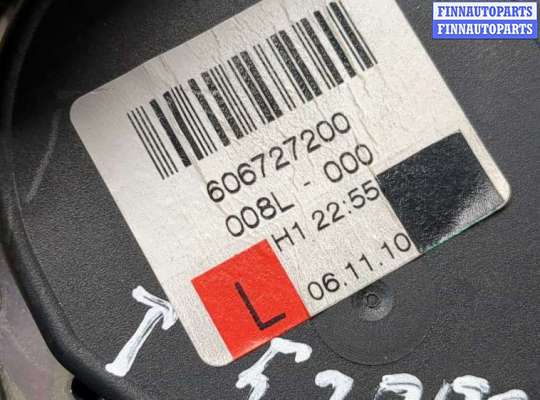 FINNAUTOPARTS
FINNAUTOPARTS
606727200
008L - 000
H1 22:55
L
06.11.10